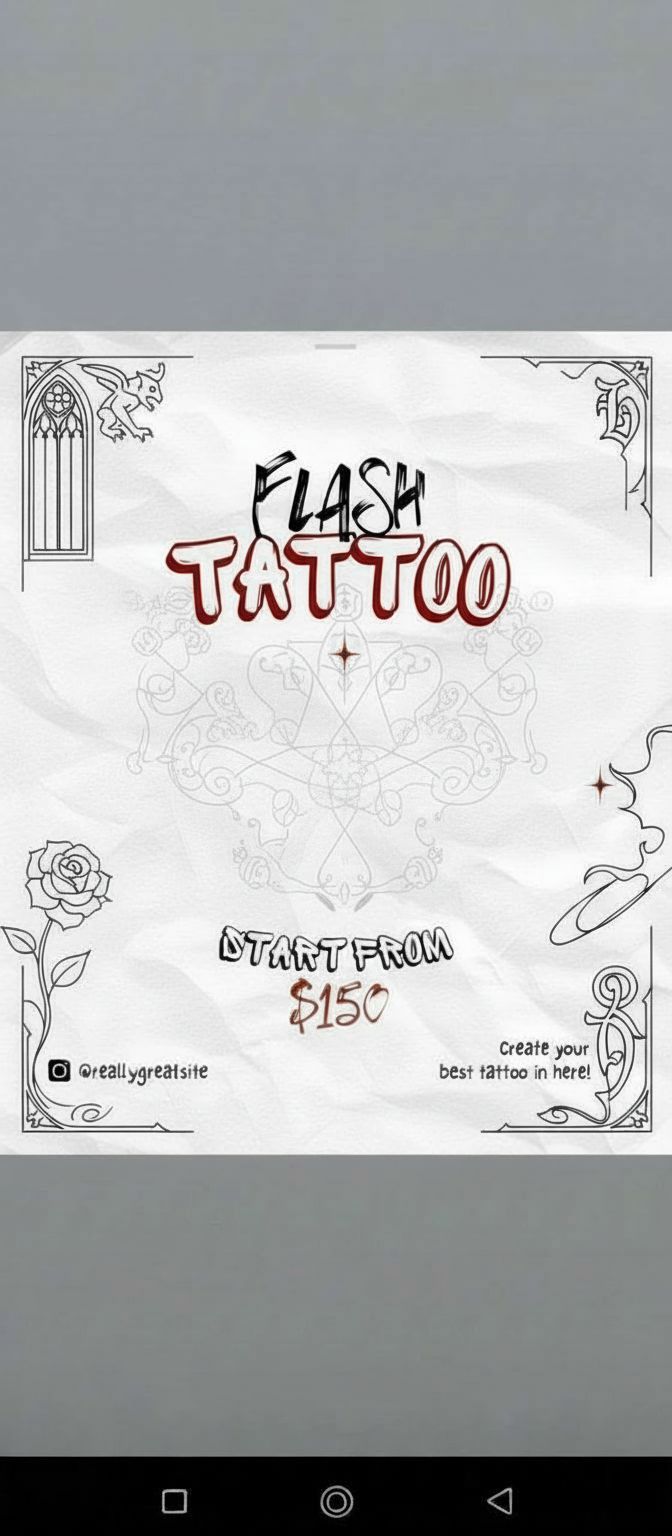 FLASH
TATTOO
START FROM
$150
Create your
@reallygreatsite
best tattoo in here!